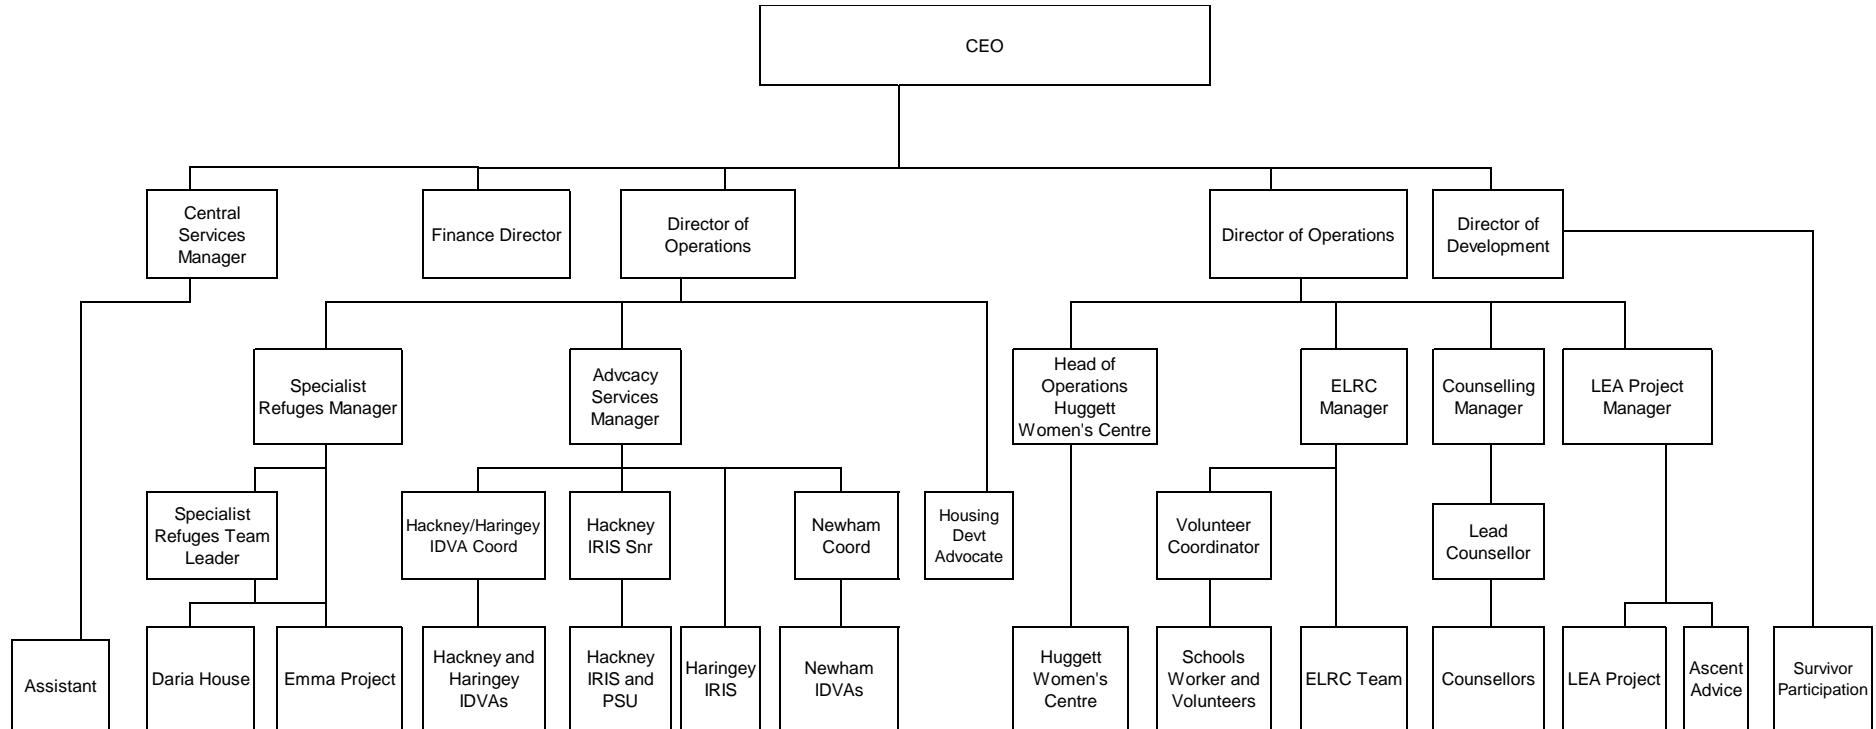 CEO
Central
Services
Manager
Finance Director
Director of
Operations
Director of Operations
Director of
Development
Specialist
Refuges Manager
Advcacy
Services
Manager
Head of
Operations
Huggett
Women's Centre
ELRC
Manager
Counselling
Manager
LEA Project
Manager
Specialist
Refuges Team
Leader
Hackney/Haringey
IDVA Coord
Hackney
IRIS Snr
Newham
Coord
Housing
Devt
Advocate
Volunteer
Coordinator
Lead
Counsellor
Assistant
Daria House
Emma Project
Hackney and
Haringey
IDVAs
Hackney
IRIS and
PSU
Haringey
IRIS
Newham
IDVAs
Huggett
Women's
Centre
Schools
Worker and
Volunteers
ELRC Team
Counsellors
LEA Project
Ascent
Advice
Survivor
Participation